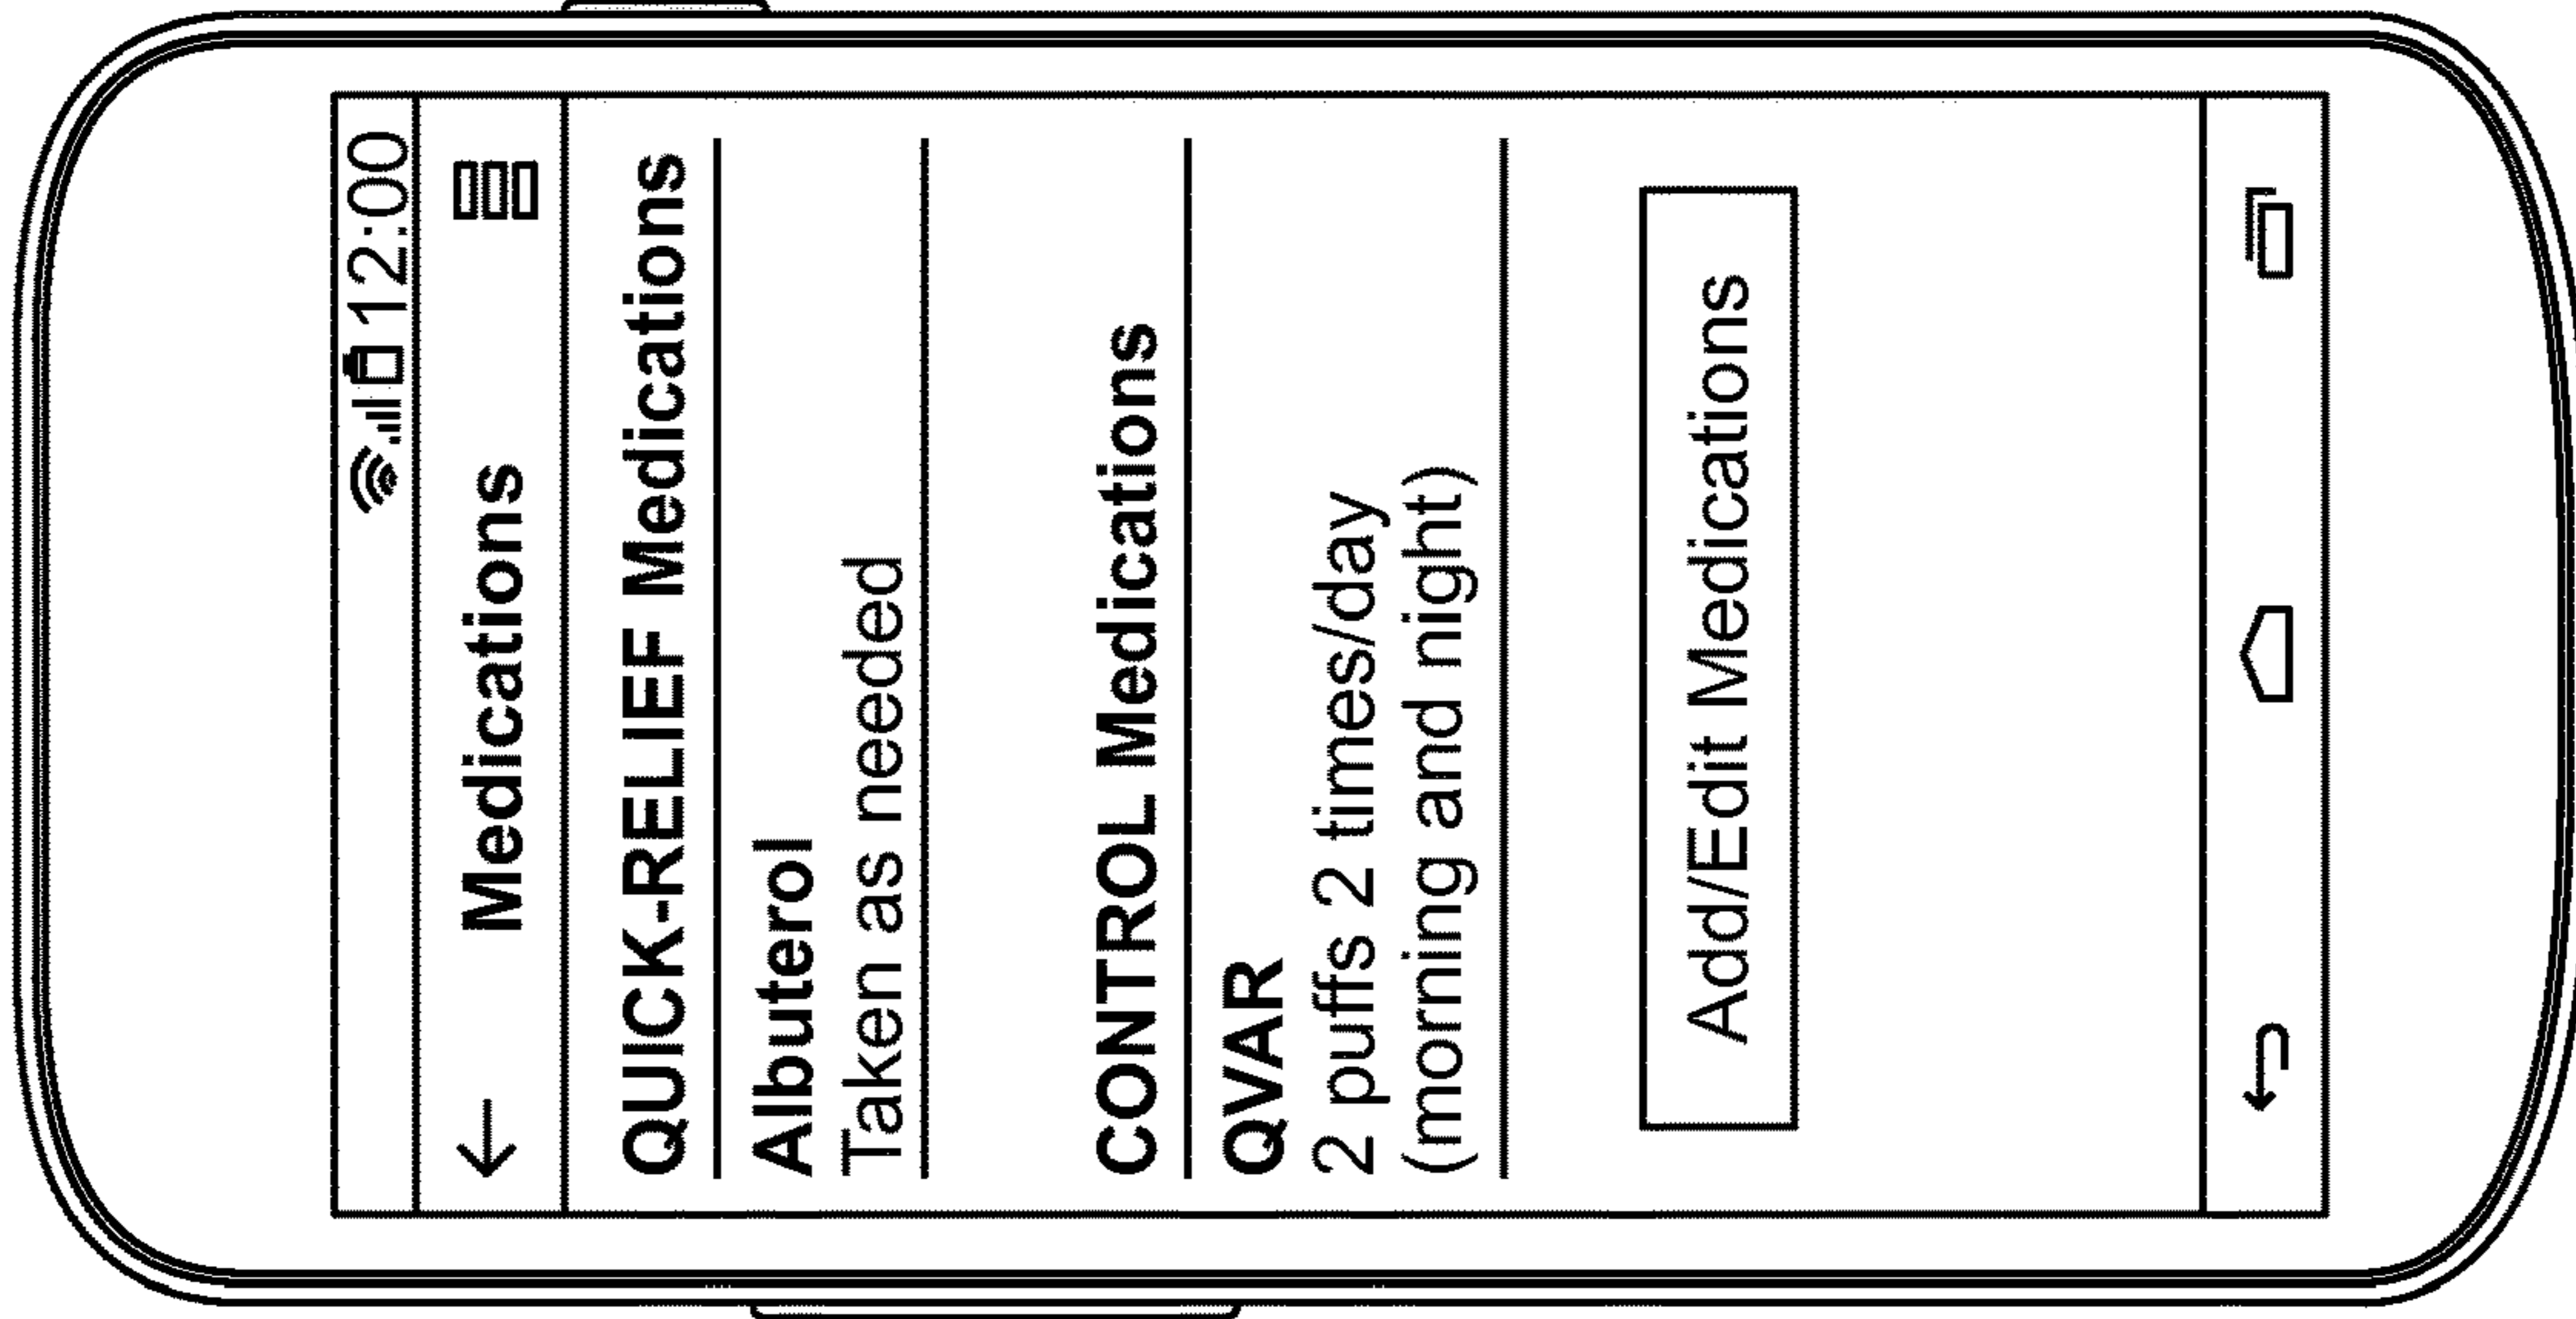 12:00
Medications
QUICK-RELIEF Medications
Albuterol
Taken as needed
CONTROL Medications
QVAR
2 puffs 2 times/day
(morning and night)
Add/Edit Medications